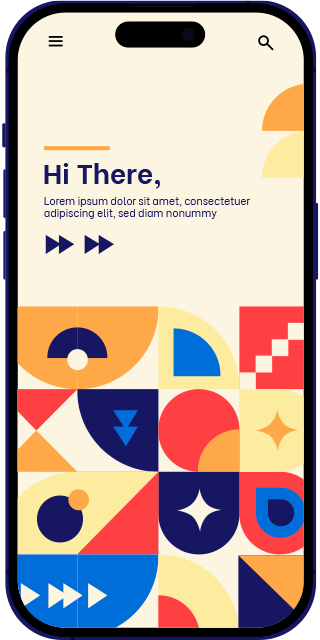 Hi There,
Lorem ipsum dolor sit amet, consectetuer
adipiscing elit, sed diam nonummy